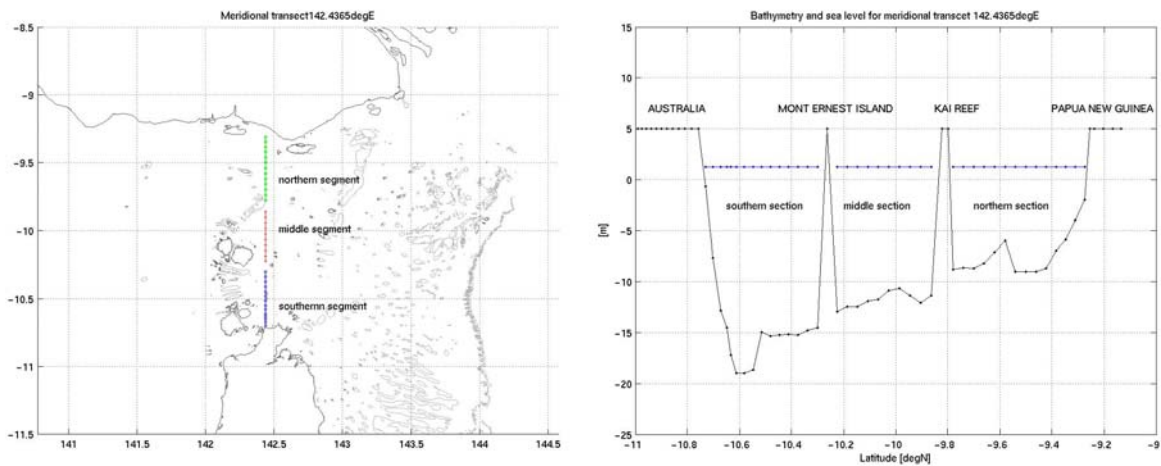 Meridional transect142.4365degE
-8.5
-9
-9.5
-10
-10.5
-11
-11.5
northern segment
middle segment
southernn segment
141 141.5 142 142.5 143 143.5 144 144.5
Bathymetry and sea level for meridional transcet 142.4365degE
15
10
5
0
-5
-10
-15
-20
-25
[m]
AUSTRALIA MONT ERNEST ISLAND KAI REEF PAPUA NEW GUINEA
southern section middle section northern section
-11 -10.8 -10.6 -10.4 -10.2 -10 -9.8 -9.6 -9.4 -9.2 -9
Latitude [degN]